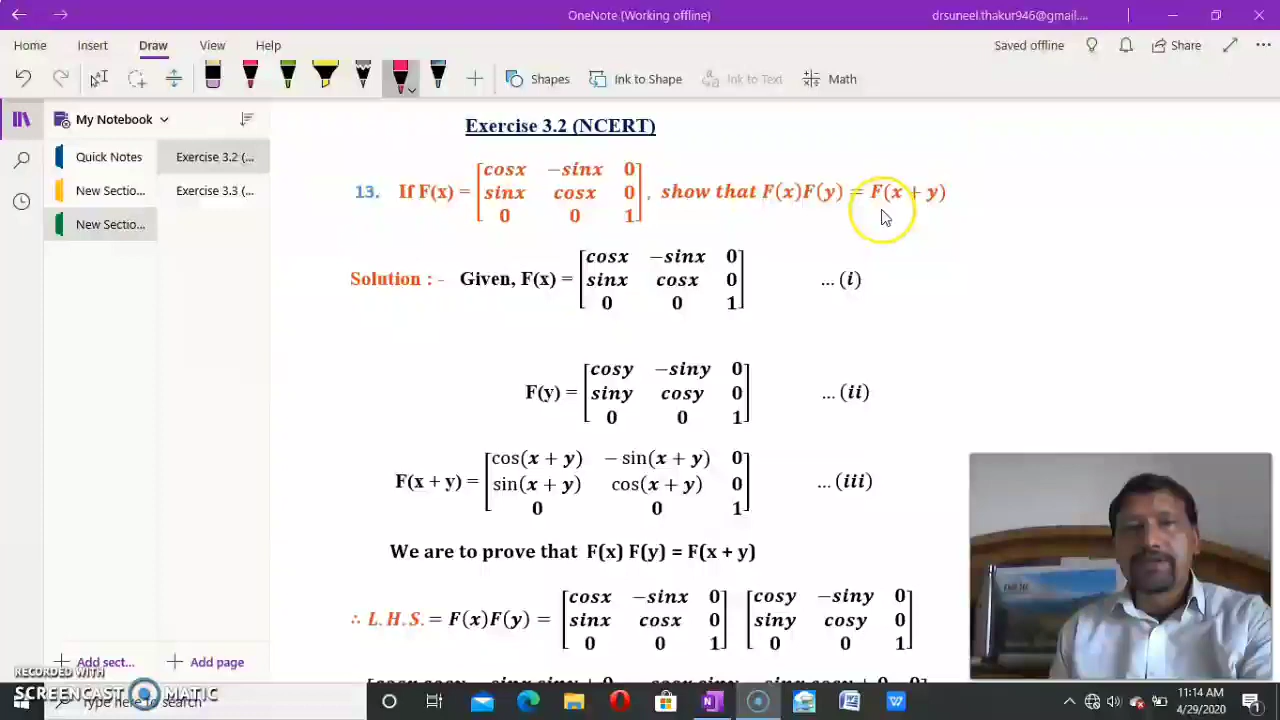 OneNote (unlicensed offline)
drsuneel.thakur946@gmail....
Home Insert Draw View Help
Saved offline
Share
Shapes Ink to Shape Ink to Text Math
My Notebook
Quick Notes
New Sectio...
New Sectio...
Exercise 3.2 (...
Exercise 3.3 (...
Exercise 3.2 (NCERT)
13. If F(x) = [cosx −sinx 0
sinx cosx 0
0 0 1], show that F(x)F(y) = F(x + y)
Solution : - Given, F(x) = [cosx −sinx 0
sinx cosx 0
0 0 1] ... (i)
F(y) = [cosy −siny 0
siny cosy 0
0 0 1] ... (ii)
F(x + y) = [cos(x + y) − sin(x + y) 0
sin(x + y) cos(x + y) 0
0 0 1] ... (iii)
We are to prove that F(x) F(y) = F(x + y)
∴ L.H.S. = F(x)F(y) = [cosx −sinx 0
sinx cosx 0
0 0 1] [cosy −siny 0
siny cosy 0
0 0 1]
Add sect...
Add page
RECORDED WITH
SCREENCAST MATIC
Type here to search
11:14 AM
4/29/2020